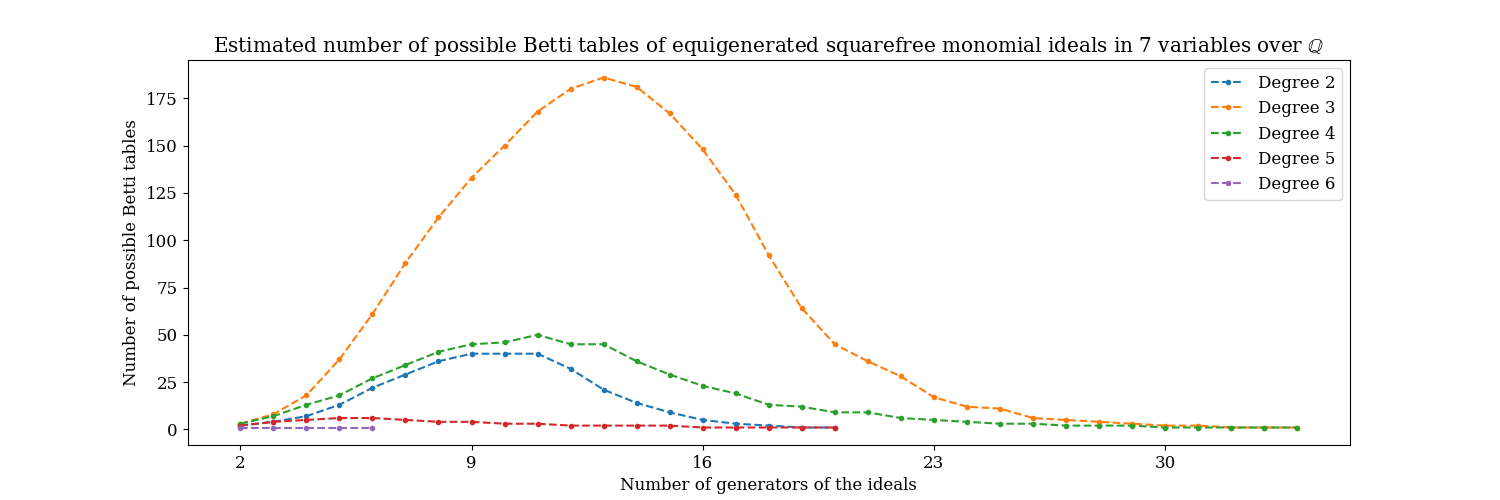 Estimated number of possible Betti tables of equigenerated squarefree monomial ideals in 7 variables over ℚ
Number of possible Betti tables
175
150
125
100
75
50
25
0
Degree 2
Degree 3
Degree 4
Degree 5
Degree 6
2 9 16 23 30
Number of generators of the ideals